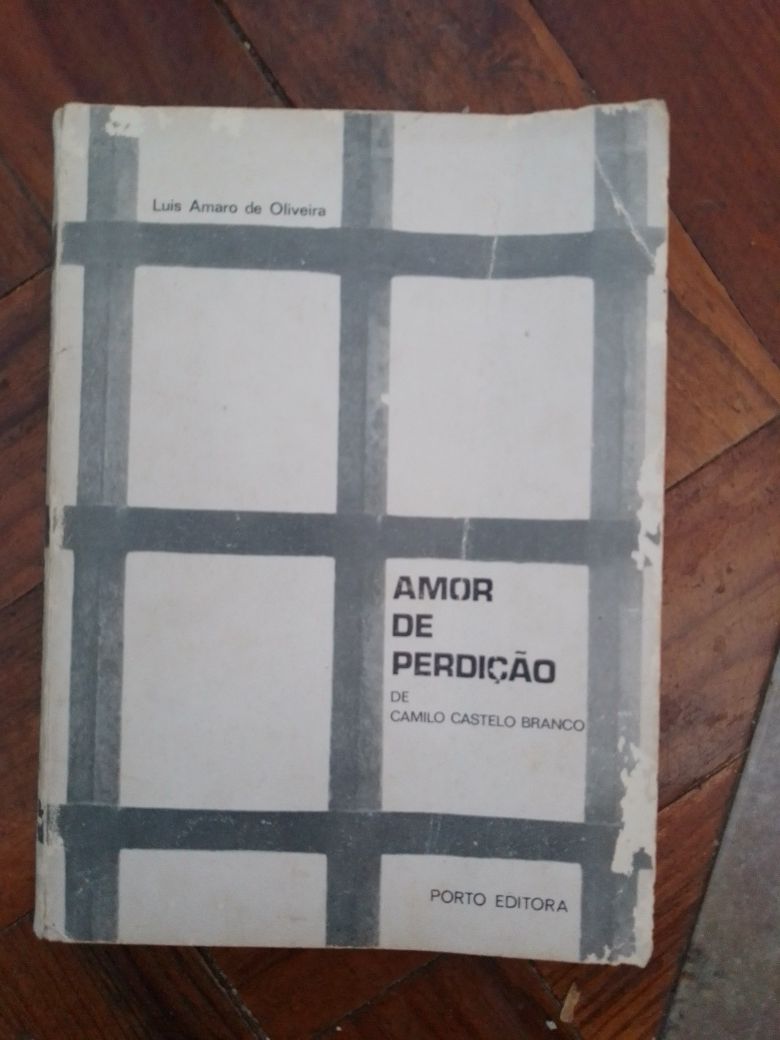 Luis Amaro de Oliveira
AMOR
DE
PERDIÇÃO
DE
CAMILO CASTELO BRANCO
PORTO EDITORA